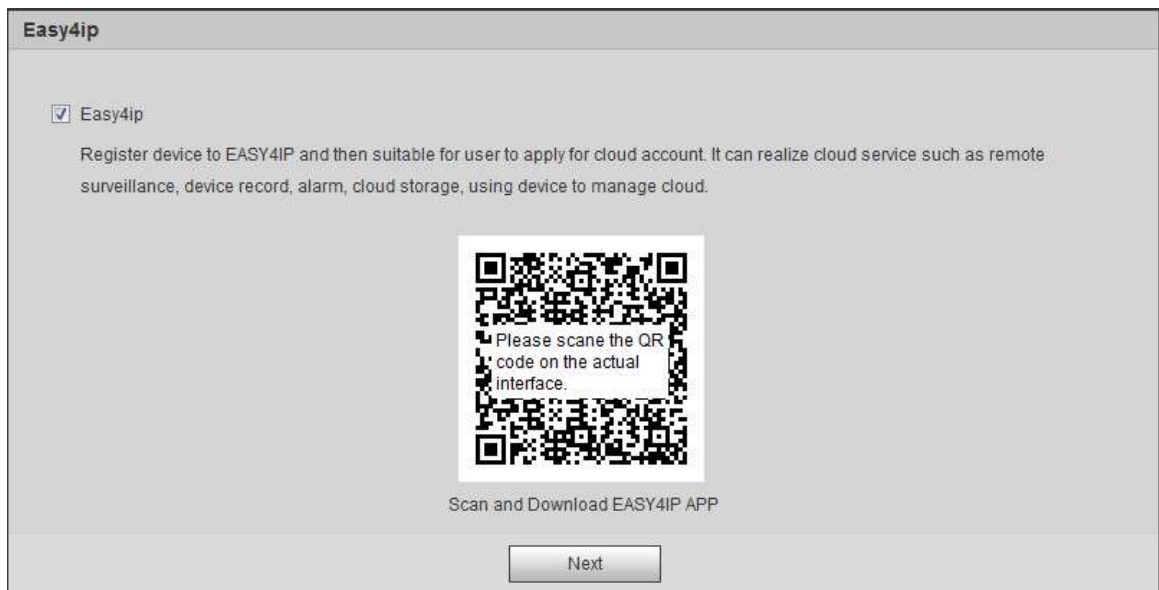 Easy4ip
Easy4ip
Register device to EASY4IP and then suitable for user to apply for cloud account. It can realize cloud service such as remote
surveillance, device record, alarm, cloud storage, using device to manage cloud.
Please scane the QR
code on the actual
interface.
Scan and Download EASY4IP APP
Next